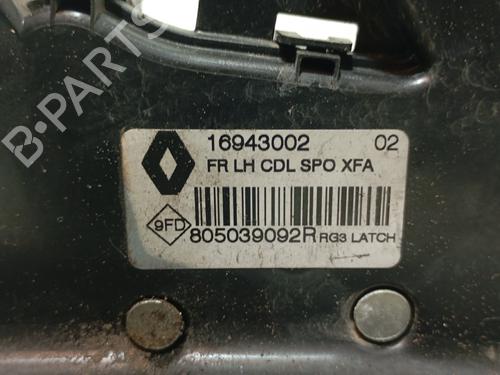 B-PARTS
16943002 02
FR LH CDL SPO XFA
9FD
805039092R RG3 LATCH